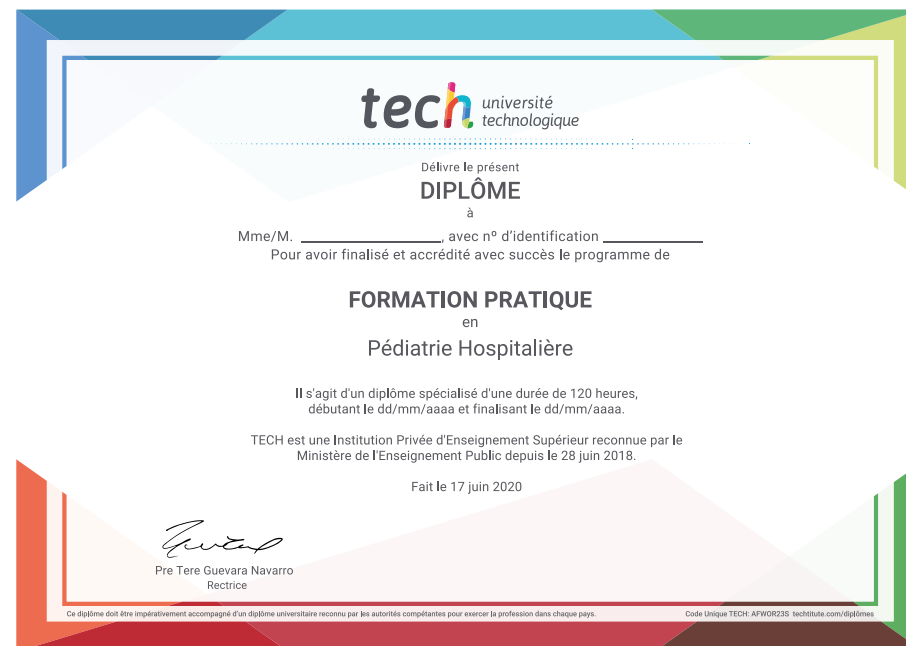 tech université
technologique
Délivre le présent
DIPLÔME
à
Mme/M. ____________________, avec nº d'identification ______________
Pour avoir finalisé et accrédité avec succès le programme de
FORMATION PRATIQUE
en
Pédiatrie Hospitalière
Il s'agit d'un diplôme spécialisé d'une durée de 120 heures,
débutant le dd/mm/aaaa et finalisant le dd/mm/aaaa.
TECH est une Institution Privée d'Enseignement Supérieur reconnue par le
Ministère de l'Enseignement Public depuis le 28 juin 2018.
Fait le 17 juin 2020
Pre Tere Guevara Navarro
Rectrice
Ce diplôme doit être impérativement accompagné d'un diplôme universitaire reconnu par les autorités compétantes pour exercer la profession dans chaque pays.
Code Unique TECH: AFWOR23S techtitute.com/diplômes